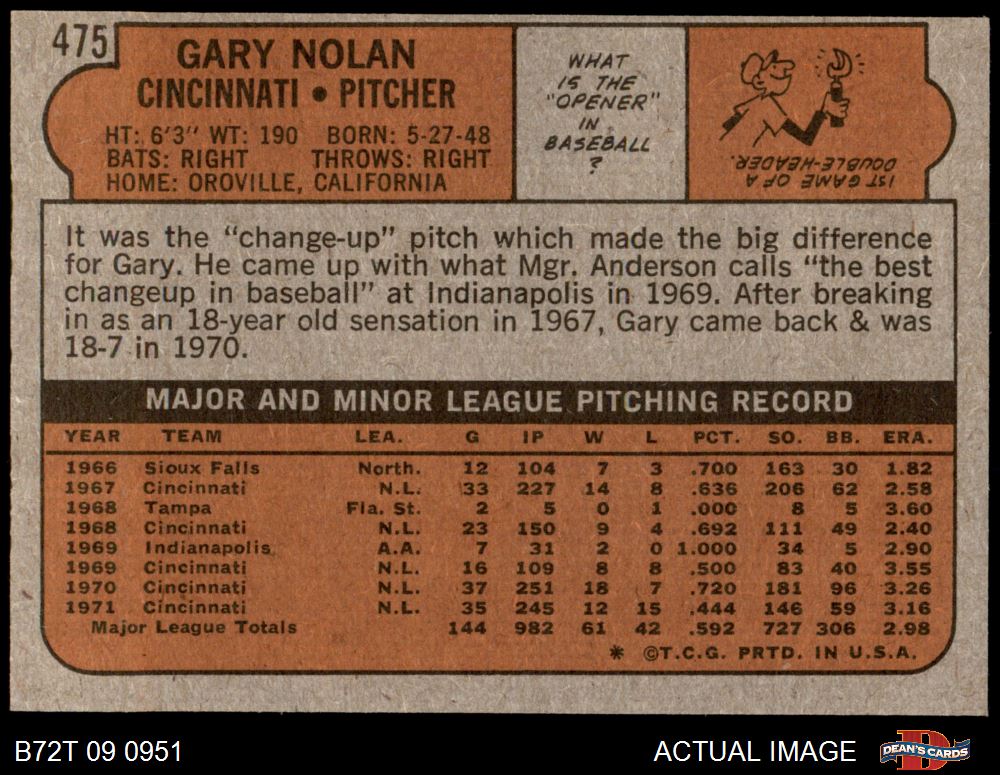 475
GARY NOLAN
CINCINNATI • PITCHER
HT: 6'3" WT: 190 BORN: 5-27-48
BATS: RIGHT THROWS: RIGHT
HOME: OROVILLE, CALIFORNIA
WHAT
IS THE
"OPENER"
IN
BASEBALL
?
1ST GAME OF A
DOUBLE-HEADER.
It was the “change-up” pitch which made the big difference
for Gary. He came up with what Mgr. Anderson calls “the best
changeup in baseball” at Indianapolis in 1969. After breaking
in as an 18-year old sensation in 1967, Gary came back & was
18-7 in 1970.
MAJOR AND MINOR LEAGUE PITCHING RECORD
YEAR TEAM LEA. G IP W L PCT. SO. BB. ERA.
1966 Sioux Falls North. 12 104 7 3 .700 163 30 1.82
1967 Cincinnati N.L. 33 227 14 8 .636 206 62 2.58
1968 Tampa Fla. St. 2 5 0 1 .000 8 5 3.60
1968 Cincinnati N.L. 23 150 9 4 .692 111 49 2.40
1969 Indianapolis A.A. 7 31 2 0 1.000 34 5 2.90
1969 Cincinnati N.L. 16 109 8 8 .500 83 40 3.55
1970 Cincinnati N.L. 37 251 18 7 .720 181 96 3.26
1971 Cincinnati N.L. 35 245 12 15 .444 146 59 3.16
Major League Totals 144 982 61 42 .592 727 306 2.98
* ©T.C.G. PRTD. IN U.S.A.
B72T 09 0951 ACTUAL IMAGE
D
DEAN'S CARDS